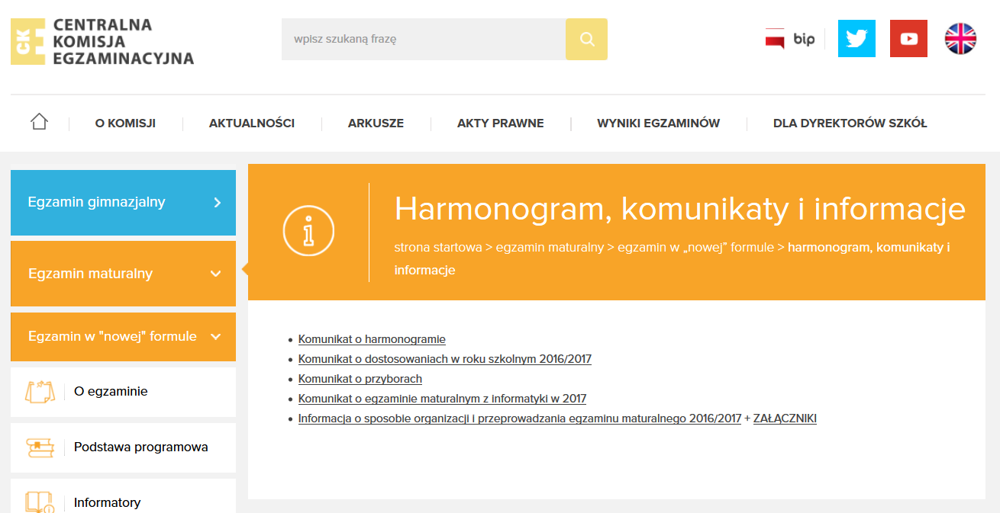 CKE
CENTRALNA
KOMISJA
EGZAMINACYJNA
wpisz szukaną frazę
bip
O KOMISJI
AKTUALNOŚCI
ARKUSZE
AKTY PRAWNE
WYNIKI EGZAMINÓW
DLA DYREKTORÓW SZKÓŁ
Egzamin gimnazjalny
Egzamin maturalny
Egzamin w "nowej" formule
O egzaminie
Podstawa programowa
Informatory
Harmonogram, komunikaty i informacje
strona startowa > egzamin maturalny > egzamin w „nowej” formule > harmonogram, komunikaty i
informacje
Komunikat o harmonogramie
Komunikat o dostosowaniach w roku szkolnym 2016/2017
Komunikat o przyborach
Komunikat o egzaminie maturalnym z informatyki w 2017
Informacja o sposobie organizacji i przeprowadzania egzaminu maturalnego 2016/2017 + ZAŁĄCZNIKI